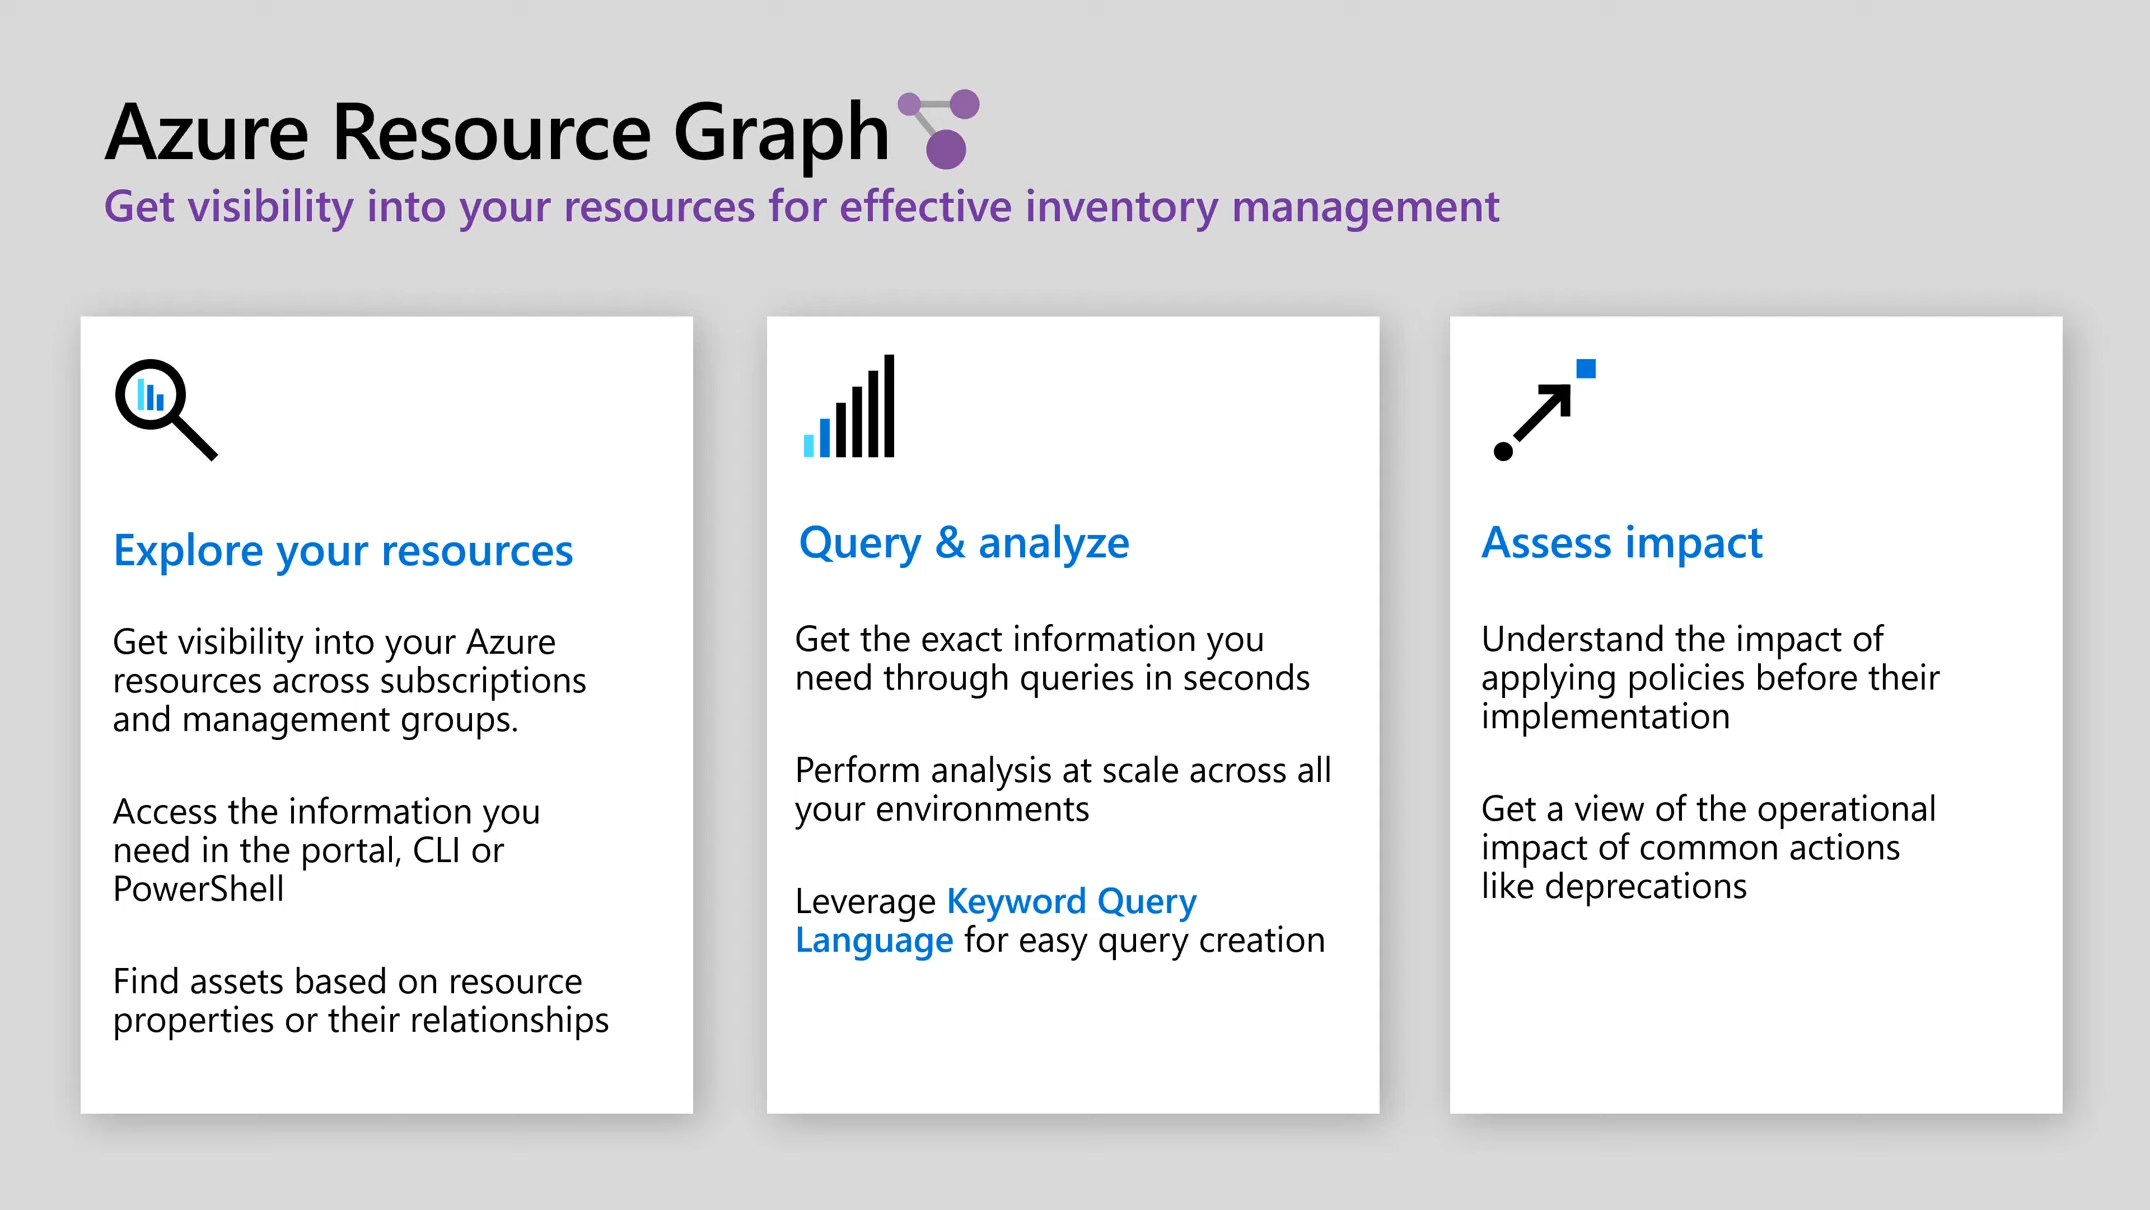 Azure Resource Graph
Get visibility into your resources for effective inventory management
Explore your resources
Get visibility into your Azure
resources across subscriptions
and management groups.
Access the information you
need in the portal, CLI or
PowerShell
Find assets based on resource
properties or their relationships
Query & analyze
Get the exact information you
need through queries in seconds
Perform analysis at scale across all
your environments
Leverage Keyword Query
Language for easy query creation
Assess impact
Understand the impact of
applying policies before their
implementation
Get a view of the operational
impact of common actions
like deprecations